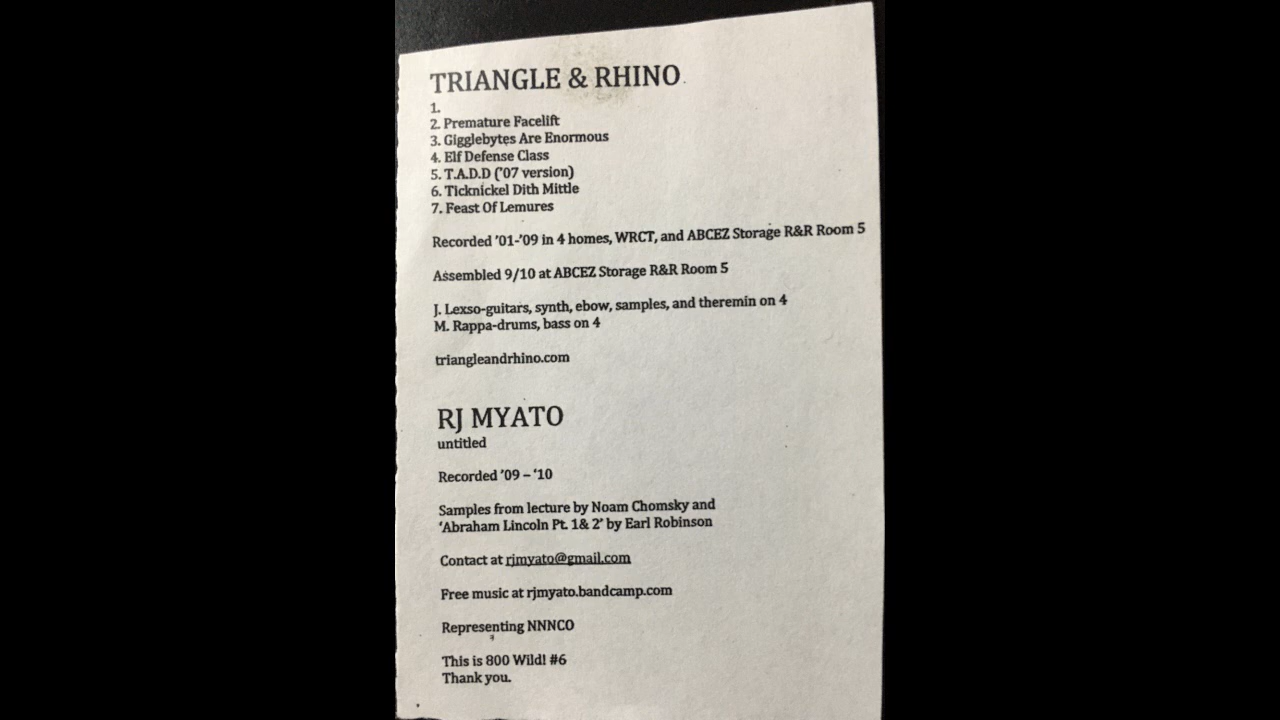 TRIANGLE & RHINO
1.
2. Premature Facelift
3. Gigglebytes Are Enormous
4. Elf Defense Class
5. T.A.D.D ('07 version)
6. Ticknickel Dith Mittle
7. Feast Of Lemures
Recorded '01-'09 in 4 homes, WRCT, and ABCEZ Storage R&R Room 5
Assembled 9/10 at ABCEZ Storage R&R Room 5
J. Lexso-guitars, synth, ebow, samples, and theremin on 4
M. Rappa-drums, bass on 4
triangleandrhino.com
RJ MYATO
untitled
Recorded '09 – '10
Samples from lecture by Noam Chomsky and
'Abraham Lincoln Pt. 1& 2' by Earl Robinson
Contact at rjmyato@gmail.com
Free music at rjmyato.bandcamp.com
Representing NNNCO
This is 800 Wild! #6
Thank you.